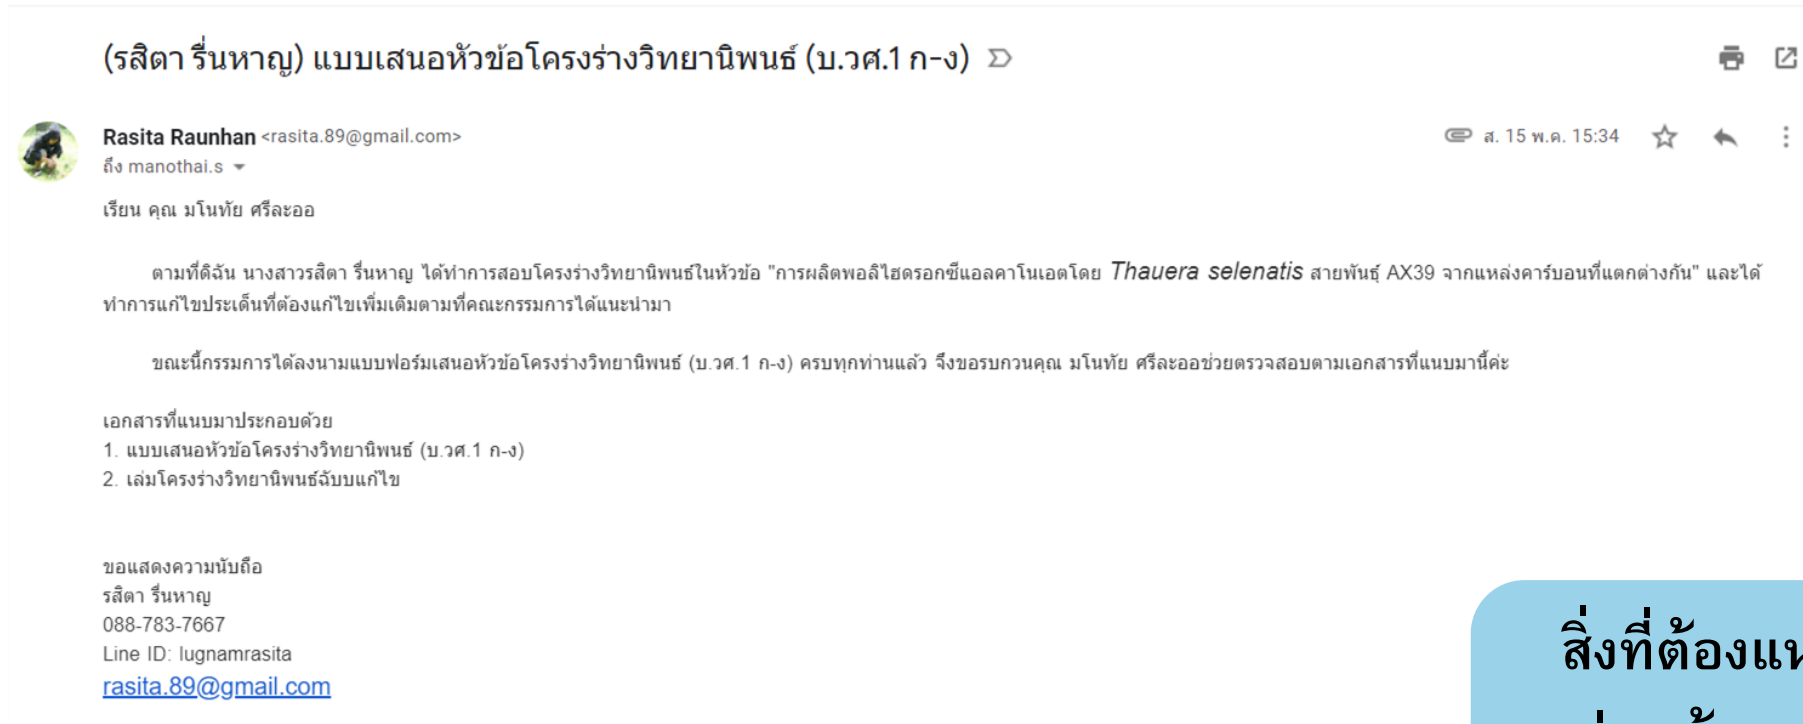 (รสิตา รื่นหาญ) แบบเสนอหัวข้อโครงร่างวิทยานิพนธ์ (บ.วศ.1 ก-ง)
Rasita Raunhan <rasita.89@gmail.com>
ส. 15 พ.ค. 15:34
ถึง manothai.s
เรียน คุณ มโนทัย ศรีละออ
ตามที่ดิฉัน นางสาวรสิตา รื่นหาญ ได้ทำการสอบโครงร่างวิทยานิพนธ์ในหัวข้อ "การผลิตพอลิไฮดรอกซีแอลคาโนเอตโดย Thauera selenatis สายพันธุ์ AX39 จากแหล่งคาร์บอนที่แตกต่างกัน" และได้
ทำการแก้ไขประเด็นที่ต้องแก้ไขเพิ่มเติมตามที่คณะกรรมการได้แนะนำมา
ขณะนี้กรรมการได้ลงนามแบบฟอร์มเสนอหัวข้อโครงร่างวิทยานิพนธ์ (บ.วศ.1 ก-ง) ครบทุกท่านแล้ว จึงขอรบกวนคุณ มโนทัย ศรีละออช่วยตรวจสอบตามเอกสารที่แนบมานี้ค่ะ
เอกสารที่แนบมาประกอบด้วย
1. แบบเสนอหัวข้อโครงร่างวิทยานิพนธ์ (บ.วศ.1 ก-ง)
2. เล่มโครงร่างวิทยานิพนธ์ฉบับแก้ไข
ขอแสดงความนับถือ
รสิตา รื่นหาญ
088-783-7667
Line ID: lugnamrasita
rasita.89@gmail.com
สิ่งที่ต้องแน